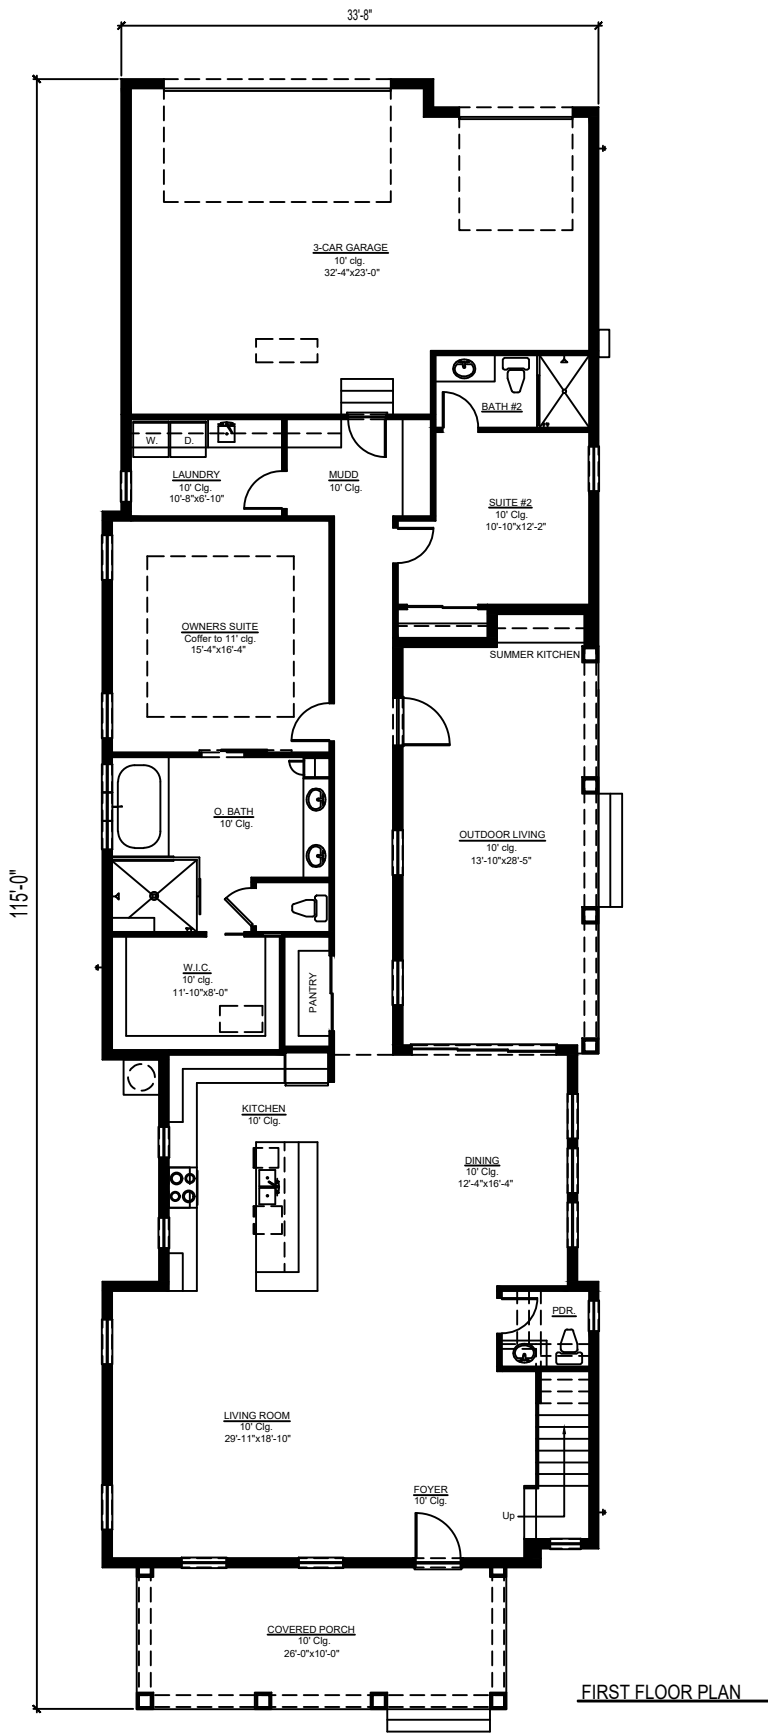 33'-8"
3-CAR GARAGE
10' clg.
32'-4"x23'-0"
BATH #2
W.
D.
LAUNDRY
10' Clg.
10'-8"x6'-10"
MUDD
10' Clg.
SUITE #2
10' Clg.
10'-10"x12'-2"
OWNERS SUITE
Coffer to 11' clg.
15'-4"x16'-4"
SUMMER KITCHEN
O. BATH
10' Clg.
OUTDOOR LIVING
10' clg.
13'-10"x28'-5"
115'-0"
W.I.C.
10' clg.
11'-10"x8'-0"
PANTRY
KITCHEN
10' Clg.
DINING
10' Clg.
12'-4"x16'-4"
PDR.
LIVING ROOM
10' Clg.
29'-11"x18'-10"
FOYER
10' Clg.
Up
COVERED PORCH
10' Clg.
26'-0"x10'-0"
FIRST FLOOR PLAN